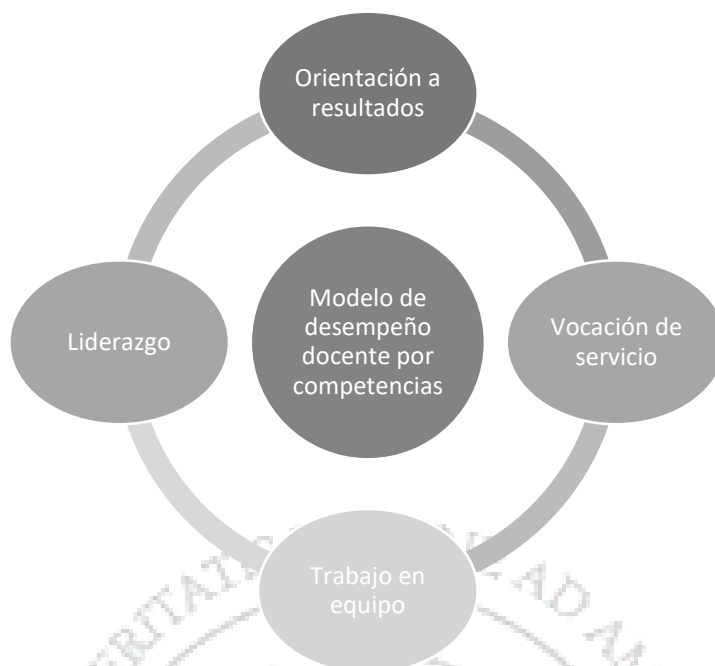 Orientación a
resultados
Liderazgo
Modelo de
desempeño
docente por
competencias
Vocación de
servicio
Trabajo en
equipo